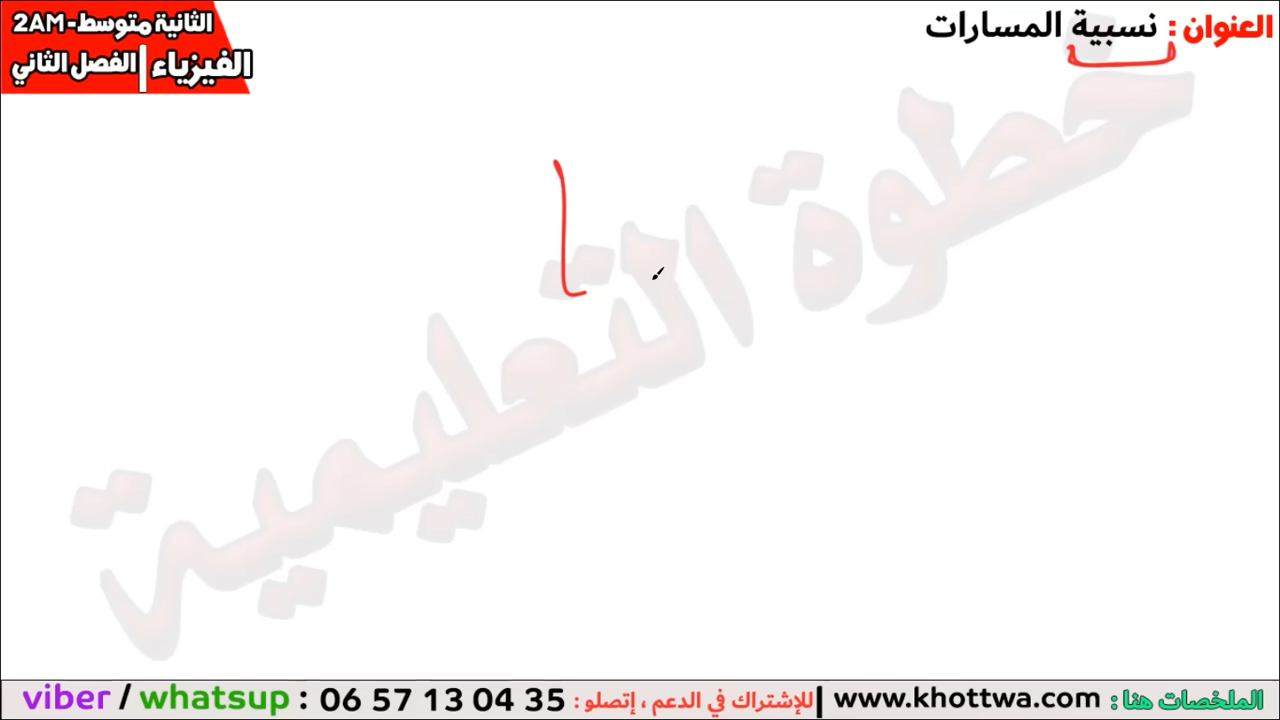 العنوان : نسبية المسارات
الثانية متوسط-2AM
الفيزياء | الفصل الثاني
خطوة التعليمية
الملخصات هنا : www.khottwa.com | للإشتراك في الدعم ، إتصلو : 06 57 13 04 35 : viber / whatsup